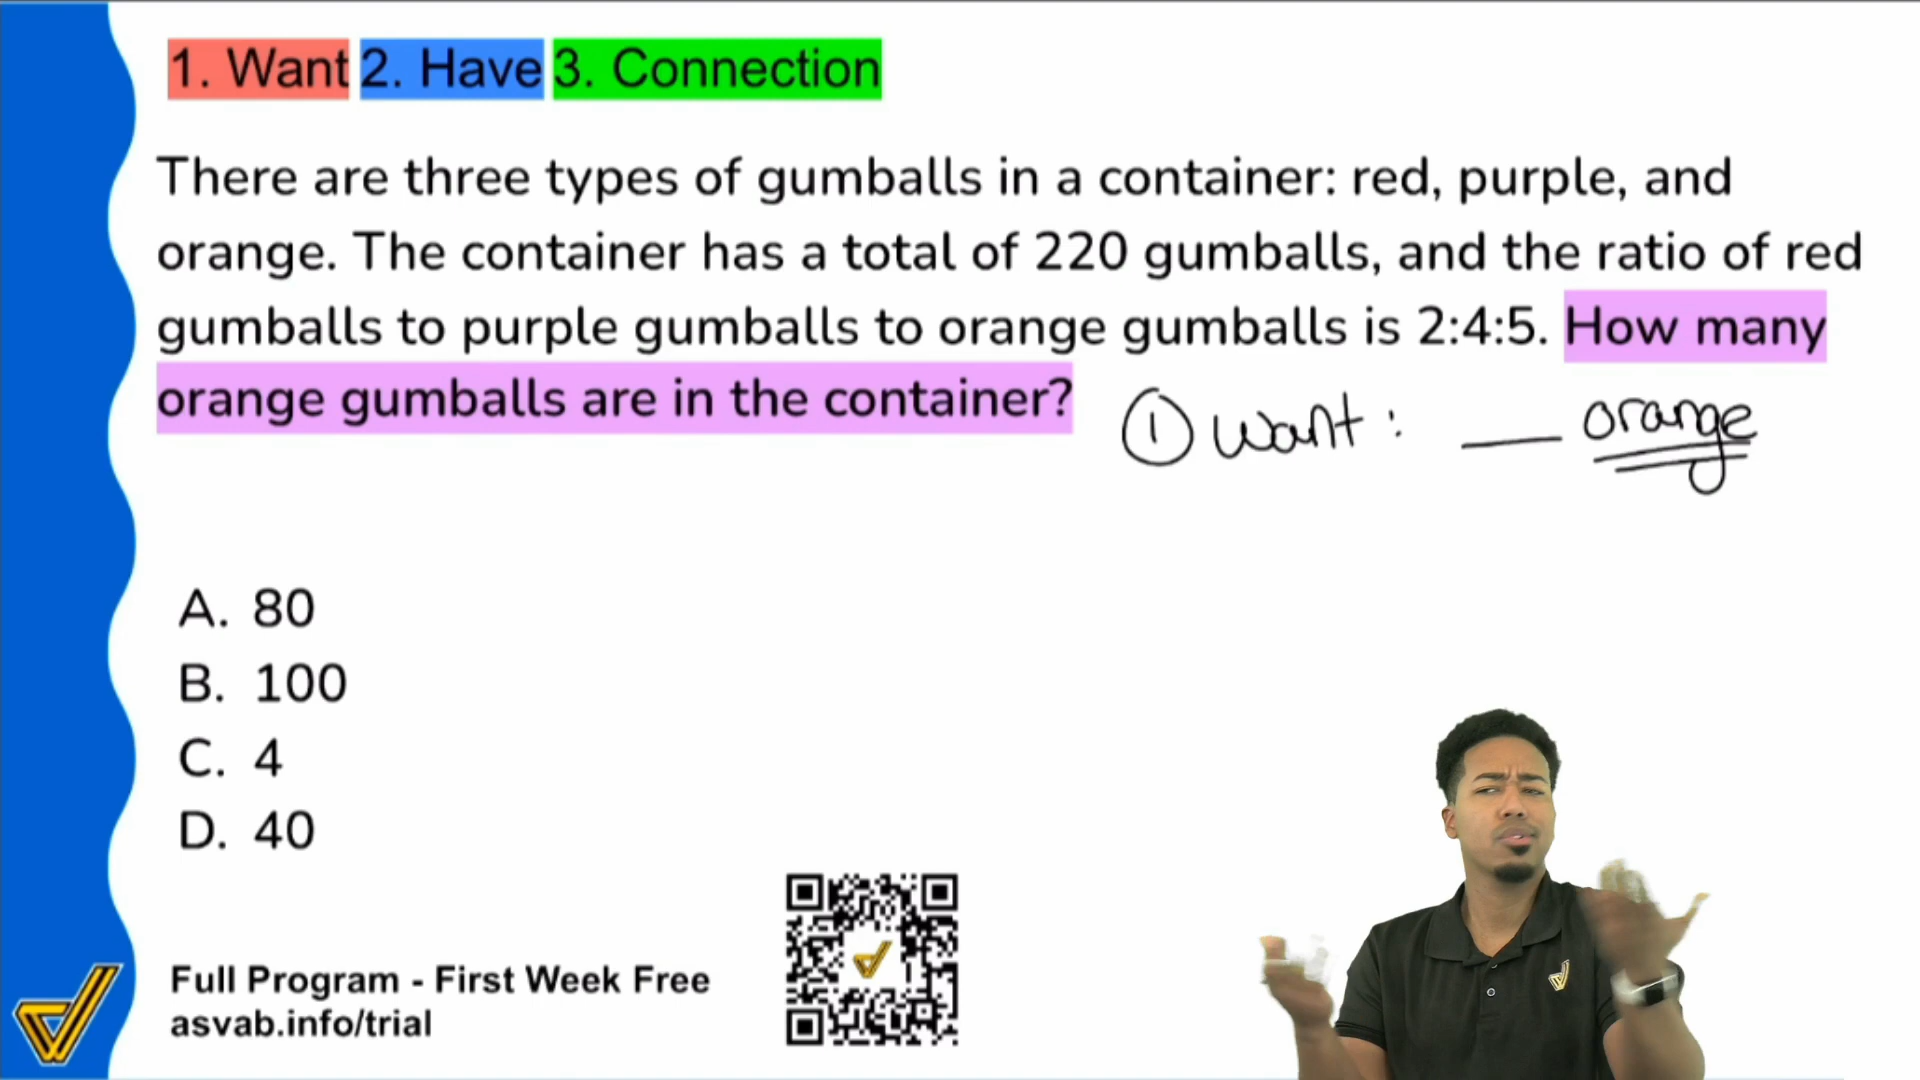 1. Want 2. Have 3. Connection
There are three types of gumballs in a container: red, purple, and
orange. The container has a total of 220 gumballs, and the ratio of red
gumballs to purple gumballs to orange gumballs is 2:4:5. How many
orange gumballs are in the container?
1 Want: ___ orange
A. 80
B. 100
C. 4
D. 40
Full Program - First Week Free
asvab.info/trial